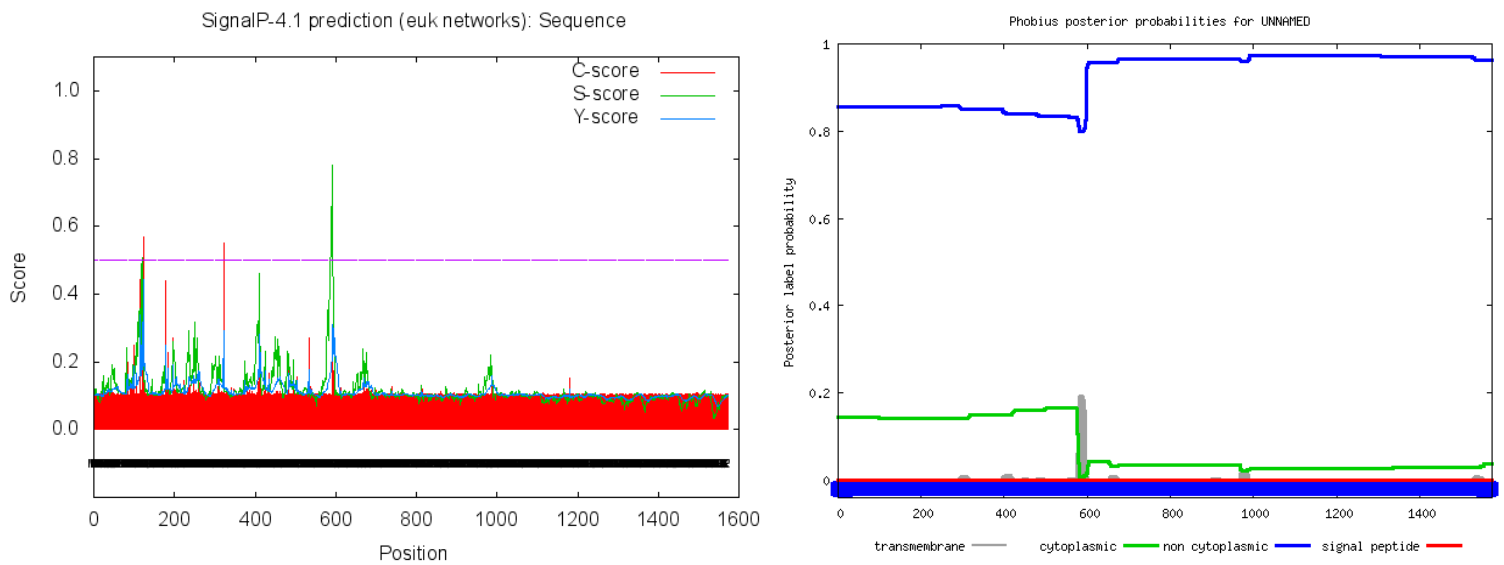 SignalP-4.1 prediction (euk networks): Sequence
C-score
S-score
Y-score
1.0
0.8
0.6
0.4
0.2
0.0
Score
0 200 400 600 800 1000 1200 1400 1600
Position
Phobius posterior probabilities for UNNAMED
1
0.8
0.6
0.4
0.2
0
Posterior label probability
0 200 400 600 800 1000 1200 1400
transmembrane cytoplasmic non cytoplasmic signal peptide